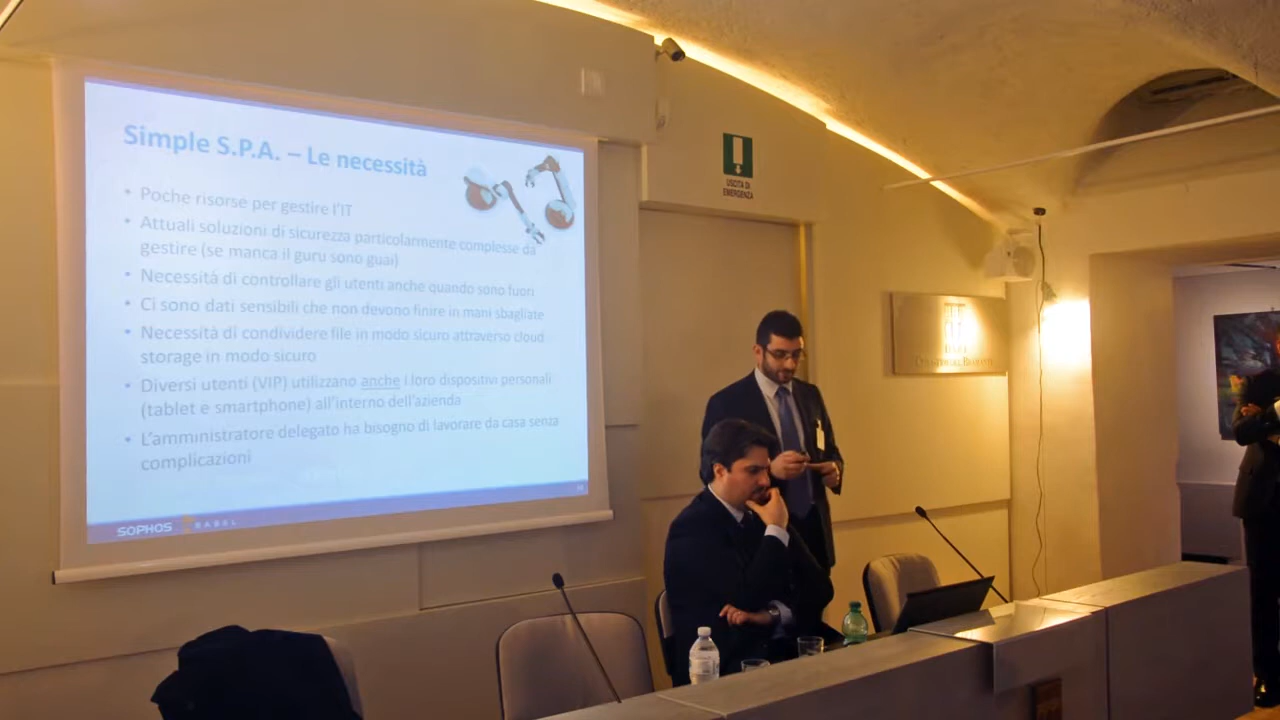 Simple S.P.A. – Le necessità
• Poche risorse per gestire l'IT
• Attuali soluzioni di sicurezza particolarmente complesse da
gestire (se manca il guru sono guai)
• Necessità di controllare gli utenti anche quando sono fuori
• Ci sono dati sensibili che non devono finire in mani sbagliate
• Necessità di condividere file in modo sicuro attraverso cloud
storage in modo sicuro
• Diversi utenti (VIP) utilizzano anche i loro dispositivi personali
(tablet e smartphone) all'interno dell'azienda
• L'amministratore delegato ha bisogno di lavorare da casa senza
complicazioni
SOPHOS BABEL
USCITA DI
EMERGENZA